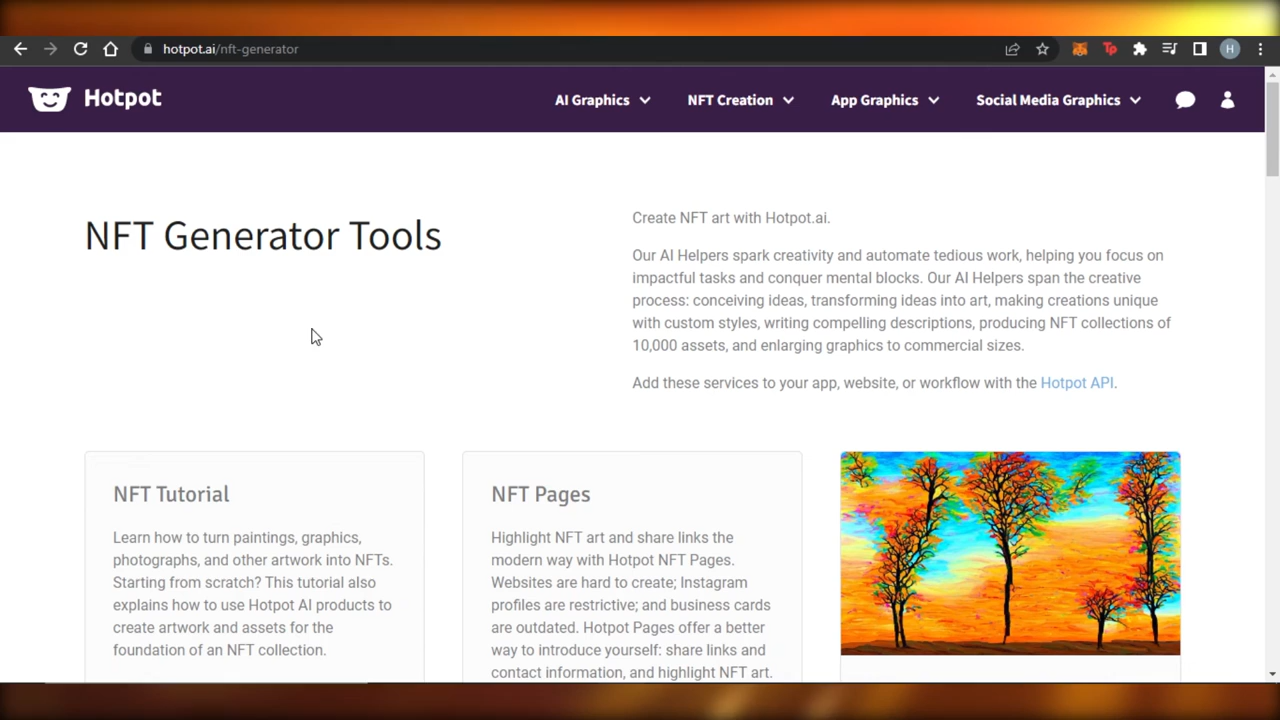 hotpot.ai/nft-generator
Tp
H
Hotpot
AI Graphics
NFT Creation
App Graphics
Social Media Graphics
NFT Generator Tools
Create NFT art with Hotpot.ai.
Our AI Helpers spark creativity and automate tedious work, helping you focus on
impactful tasks and conquer mental blocks. Our AI Helpers span the creative
process: conceiving ideas, transforming ideas into art, making creations unique
with custom styles, writing compelling descriptions, producing NFT collections of
10,000 assets, and enlarging graphics to commercial sizes.
Add these services to your app, website, or workflow with the Hotpot API.
NFT Tutorial
Learn how to turn paintings, graphics,
photographs, and other artwork into NFTs.
Starting from scratch? This tutorial also
explains how to use Hotpot AI products to
create artwork and assets for the
foundation of an NFT collection.
NFT Pages
Highlight NFT art and share links the
modern way with Hotpot NFT Pages.
Websites are hard to create; Instagram
profiles are restrictive; and business cards
are outdated. Hotpot Pages offer a better
way to introduce yourself: share links and
contact information, and highlight NFT art.